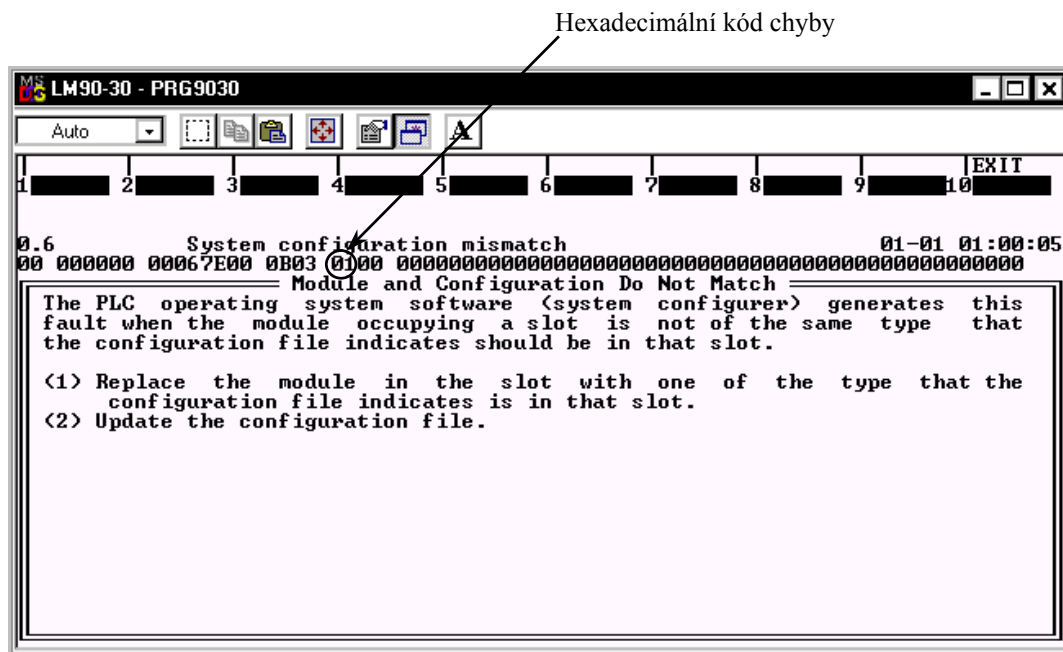 Hexadecimální kód chyby
LM90-30 - PRG9030
Auto
A
EXIT
1 2 3 4 5 6 7 8 9 10
0.6 System configuration mismatch 01-01 01:00:05
00 000000 00067E00 0B03 0100 000000000000000000000000000000000000000000000000
Module and Configuration Do Not Match
The PLC operating system software (system configurer) generates this
fault when the module occupying a slot is not of the same type that
the configuration file indicates should be in that slot.
(1) Replace the module in the slot with one of the type that the
configuration file indicates is in that slot.
(2) Update the configuration file.